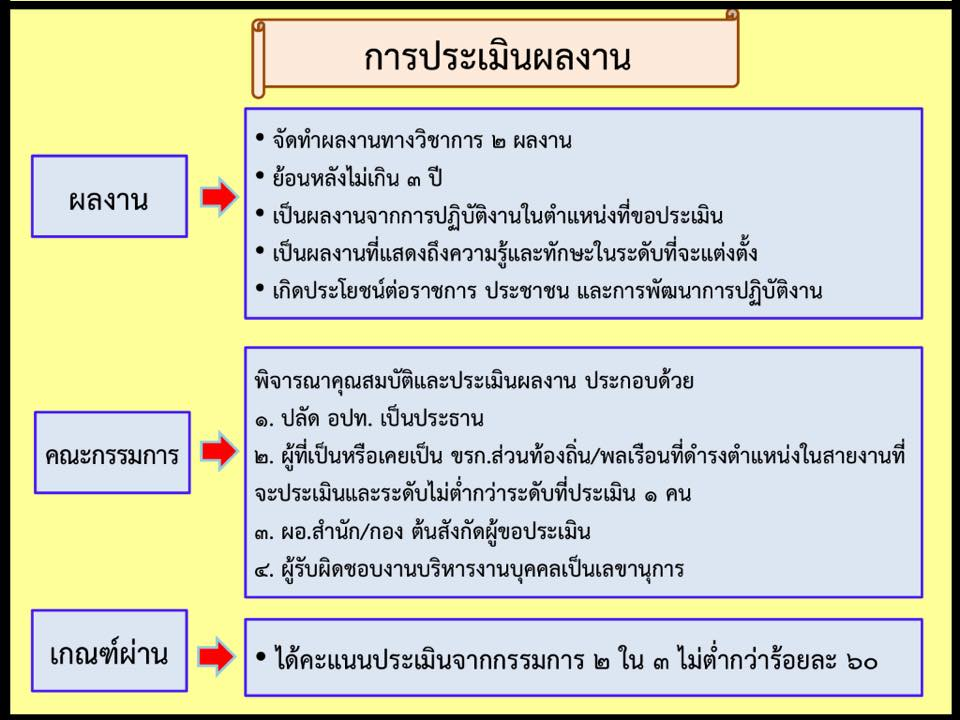 การประเมินผลงาน
ผลงาน
• จัดทำผลงานทางวิชาการ ๒ ผลงาน
• ย้อนหลังไม่เกิน ๓ ปี
• เป็นผลงานจากการปฏิบัติงานในตำแหน่งที่ขอประเมิน
• เป็นผลงานที่แสดงถึงความรู้และทักษะในระดับที่จะแต่งตั้ง
• เกิดประโยชน์ต่อราชการ ประชาชน และการพัฒนาการปฏิบัติงาน
คณะกรรมการ
พิจารณาคุณสมบัติและประเมินผลงาน ประกอบด้วย
๑. ปลัด อปท. เป็นประธาน
๒. ผู้ที่เป็นหรือเคยเป็น ขรก.ส่วนท้องถิ่น/พลเรือนที่ดำรงตำแหน่งในสายงานที่
จะประเมินและระดับไม่ต่ำกว่าระดับที่ประเมิน ๑ คน
๓. ผอ.สำนัก/กอง ต้นสังกัดผู้ขอประเมิน
๔. ผู้รับผิดชอบงานบริหารงานบุคคลเป็นเลขานุการ
เกณฑ์ผ่าน
• ได้คะแนนประเมินจากกรรมการ ๒ ใน ๓ ไม่ต่ำกว่าร้อยละ ๖๐